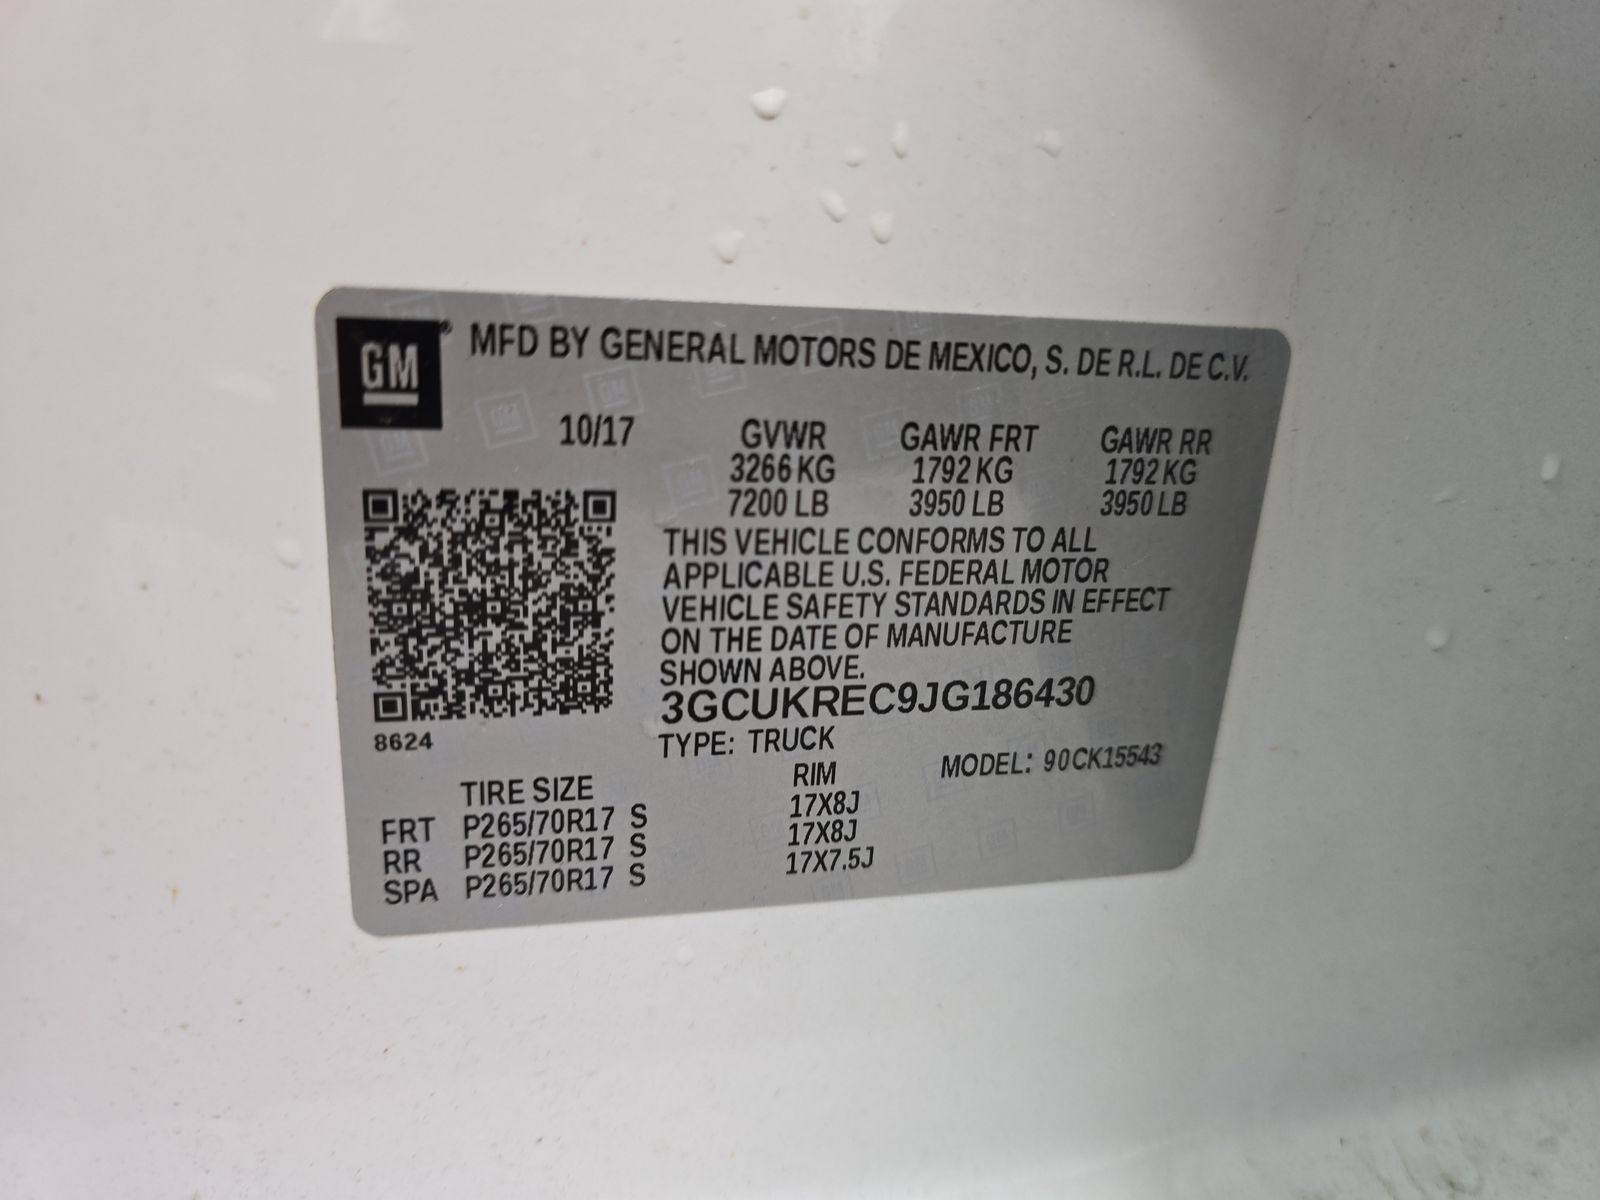 GM® MFD BY GENERAL MOTORS DE MEXICO, S. DE R.L. DE C.V.
10/17 GVWR GAWR FRT GAWR RR
3266 KG 1792 KG 1792 KG
7200 LB 3950 LB 3950 LB
THIS VEHICLE CONFORMS TO ALL
APPLICABLE U.S. FEDERAL MOTOR
VEHICLE SAFETY STANDARDS IN EFFECT
ON THE DATE OF MANUFACTURE
SHOWN ABOVE.
3GCUKREC9JG186430
8624
TYPE: TRUCK MODEL: 90CK15543
TIRE SIZE RIM
FRT P265/70R17 S 17X8J
RR P265/70R17 S 17X8J
SPA P265/70R17 S 17X7.5J